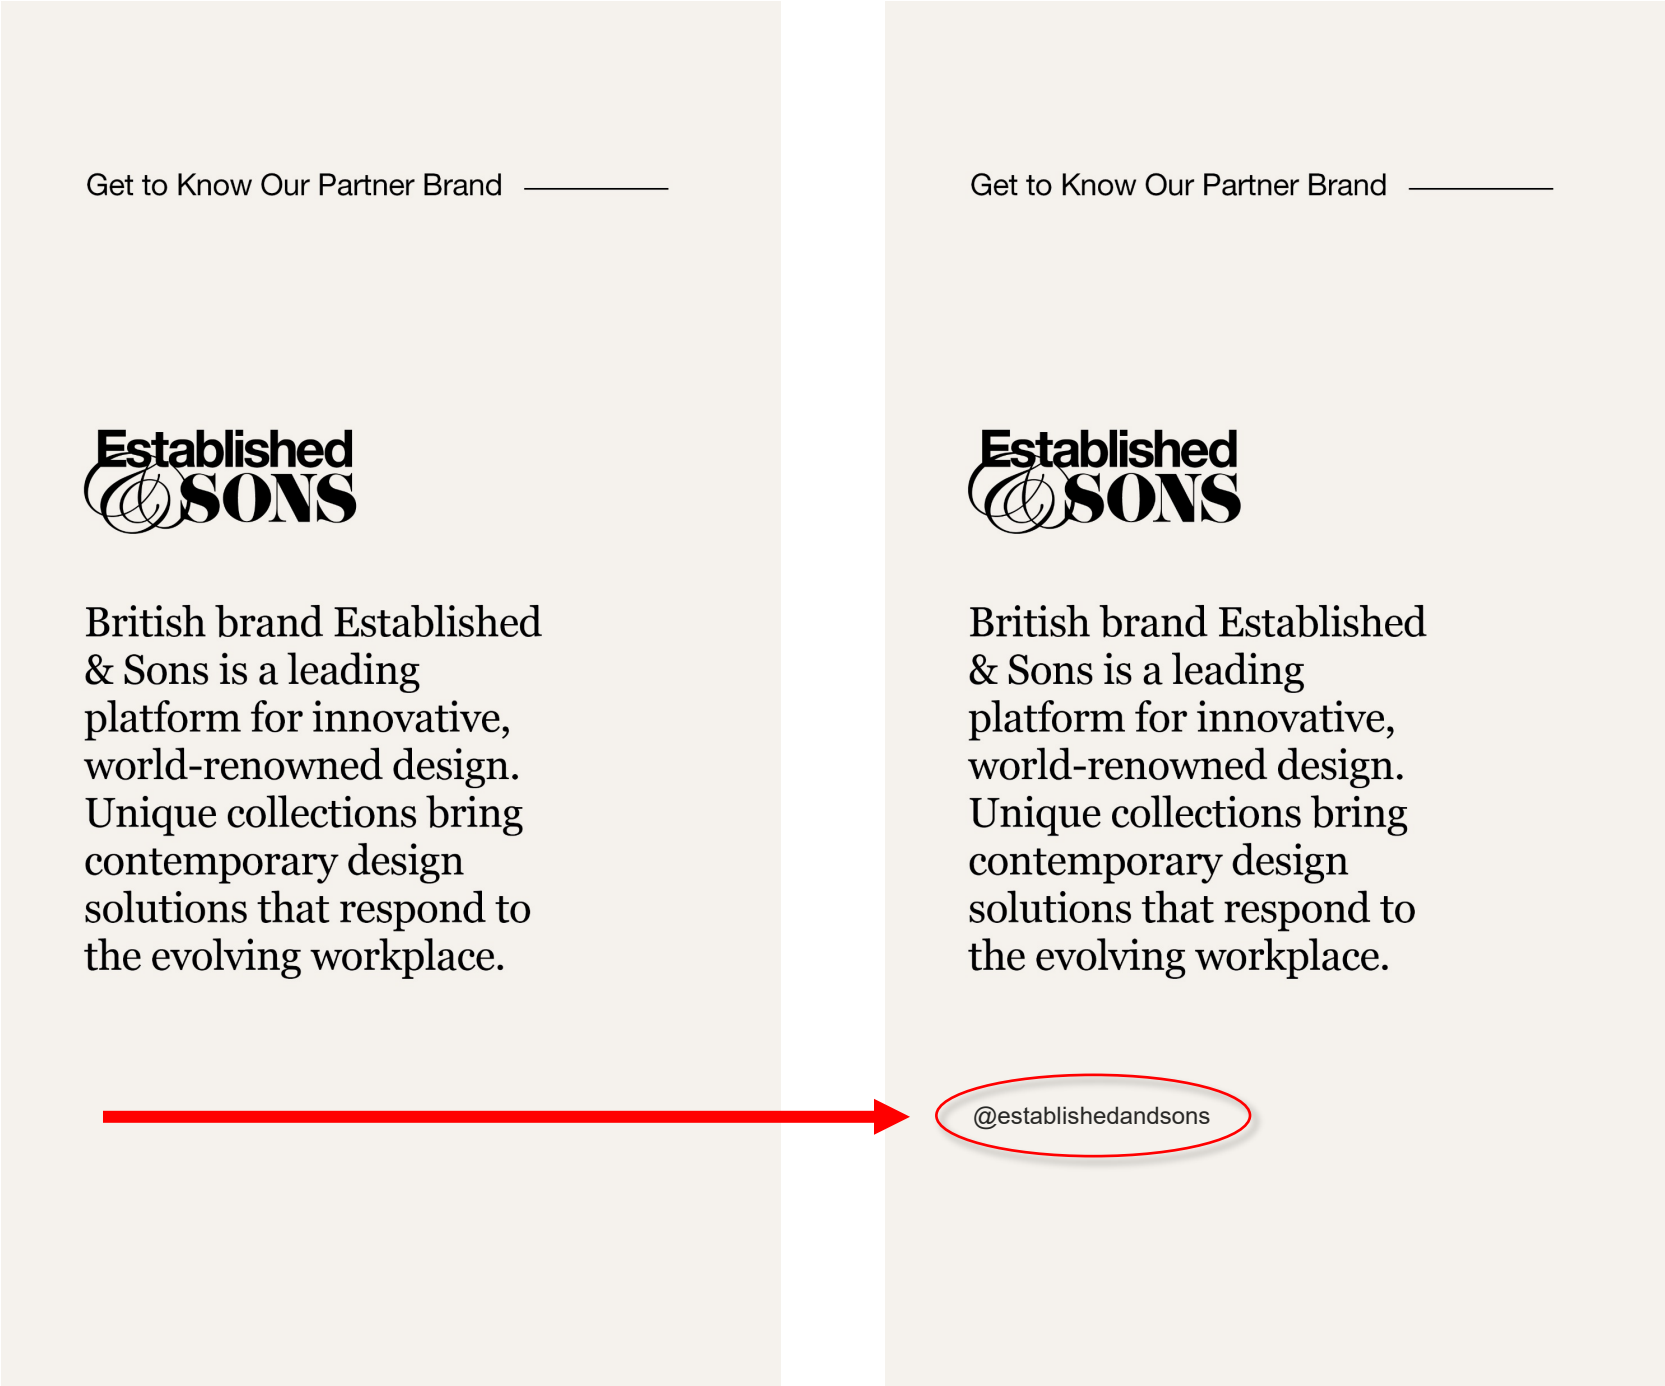 Get to Know Our Partner Brand
Established
& SONS
British brand Established
& Sons is a leading
platform for innovative,
world-renowned design.
Unique collections bring
contemporary design
solutions that respond to
the evolving workplace.
Get to Know Our Partner Brand
Established
& SONS
British brand Established
& Sons is a leading
platform for innovative,
world-renowned design.
Unique collections bring
contemporary design
solutions that respond to
the evolving workplace.
@establishedandsons